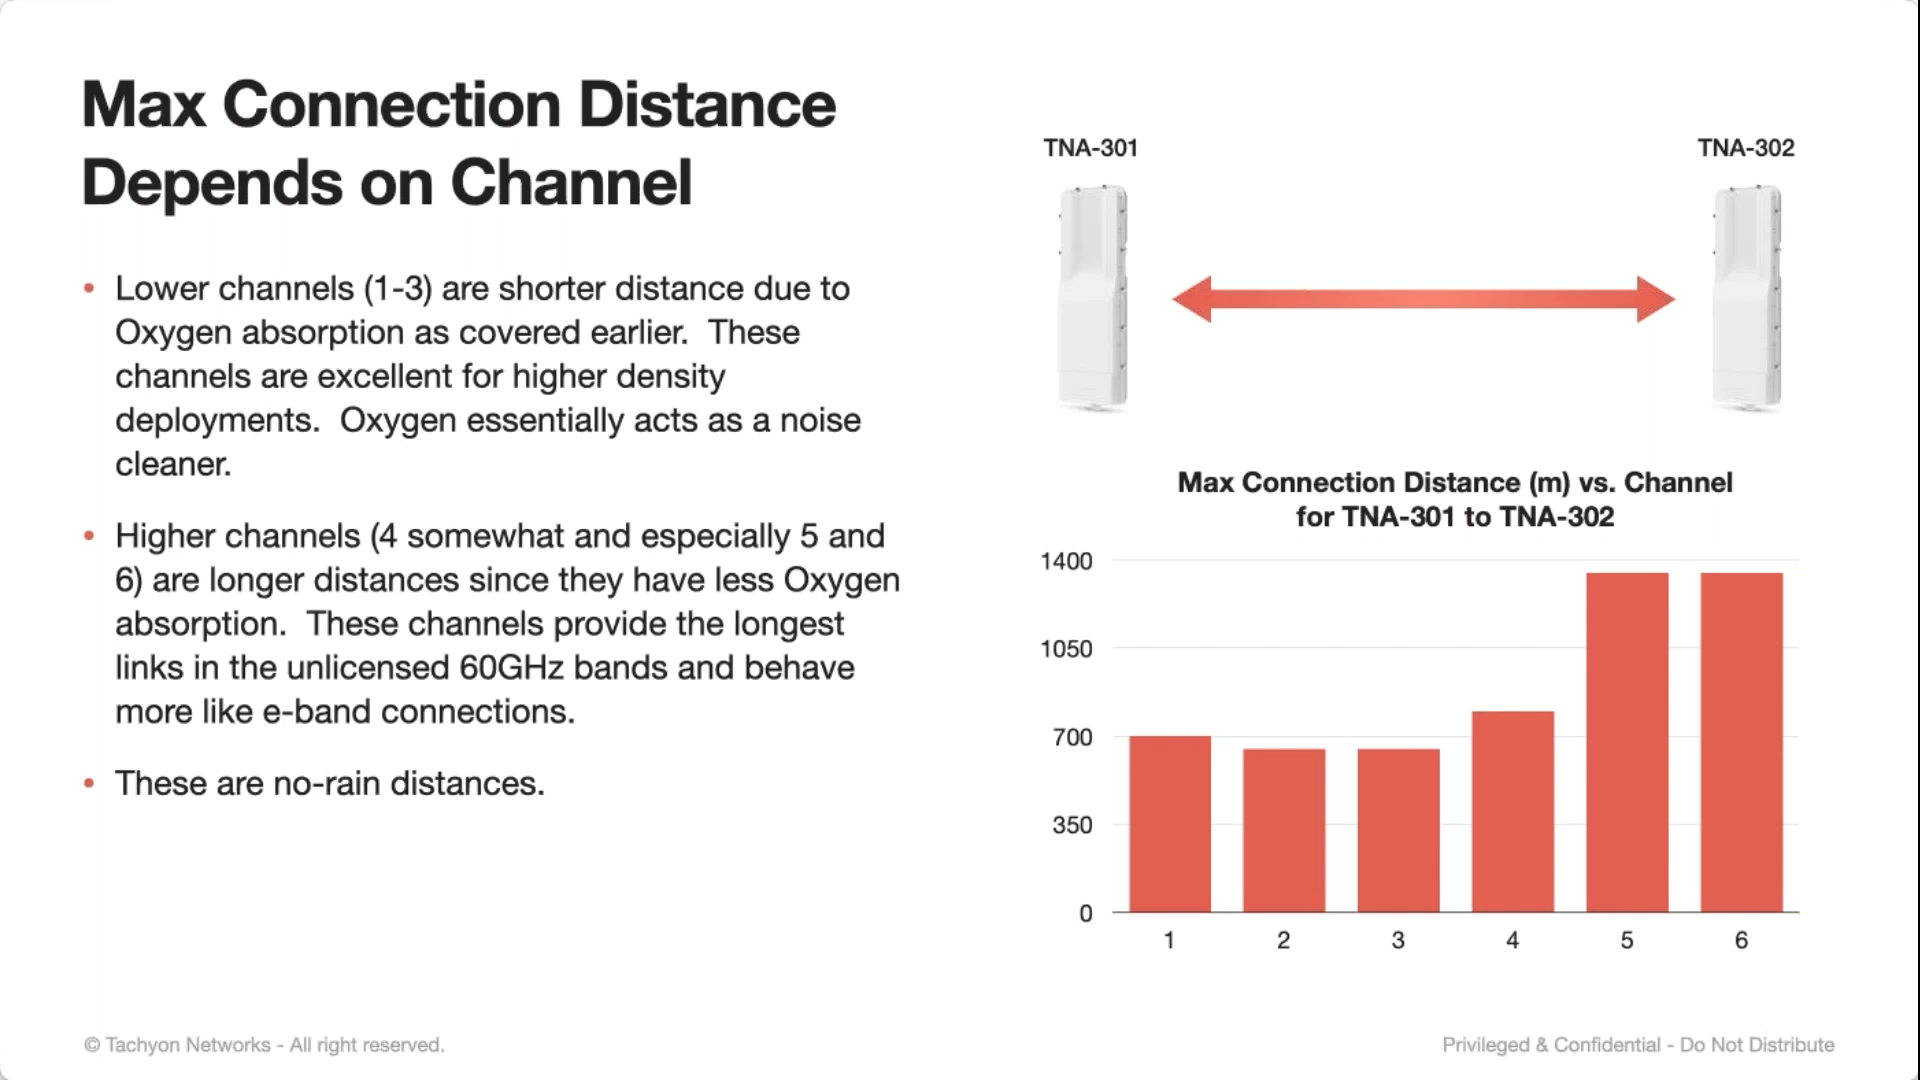 Max Connection Distance
Depends on Channel
• Lower channels (1-3) are shorter distance due to
Oxygen absorption as covered earlier.  These
channels are excellent for higher density
deployments.  Oxygen essentially acts as a noise
cleaner.
• Higher channels (4 somewhat and especially 5 and
6) are longer distances since they have less Oxygen
absorption.  These channels provide the longest
links in the unlicensed 60GHz bands and behave
more like e-band connections.
• These are no-rain distances.
TNA-301
TNA-302
Max Connection Distance (m) vs. Channel
for TNA-301 to TNA-302
1400
1050
700
350
0
1 2 3 4 5 6
© Tachyon Networks - All right reserved.
Privileged & Confidential - Do Not Distribute